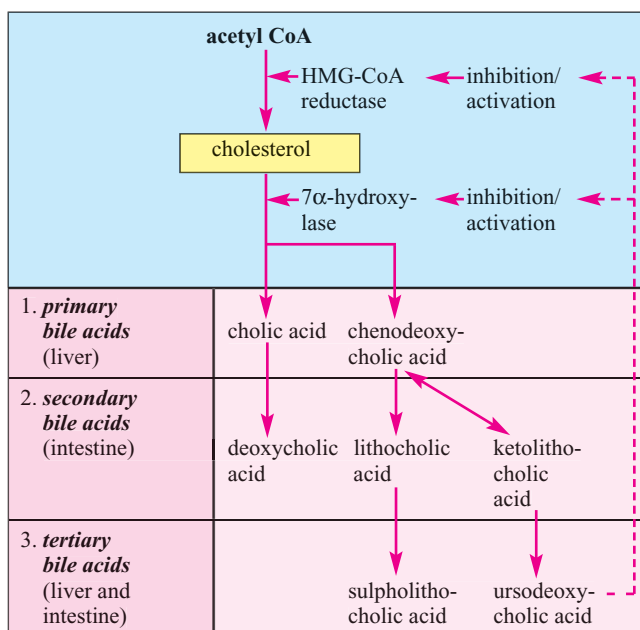 acetyl CoA
HMG-CoA
reductase
inhibition/
activation
cholesterol
7α-hydroxy-
lase
inhibition/
activation
1. primary
bile acids
(liver)
cholic acid
chenodeoxy-
cholic acid
2. secondary
bile acids
(intestine)
deoxycholic
acid
lithocholic
acid
ketolitho-
cholic
acid
3. tertiary
bile acids
(liver and
intestine)
sulpholitho-
cholic acid
ursodeoxy-
cholic acid